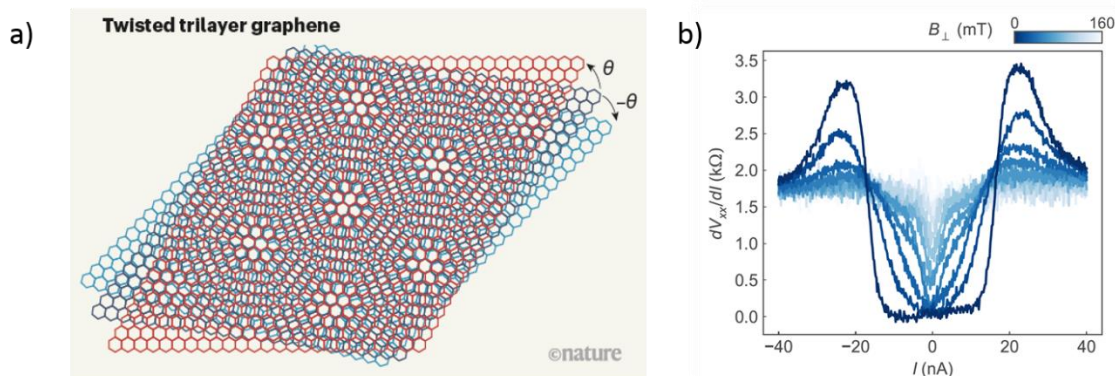 a)
Twisted trilayer graphene
θ
–θ
©nature
b)
B⊥ (mT)
0
160
dVxx/dI (kΩ)
3.5
3.0
2.5
2.0
1.5
1.0
0.5
0.0
−40
−20
0
20
40
I (nA)